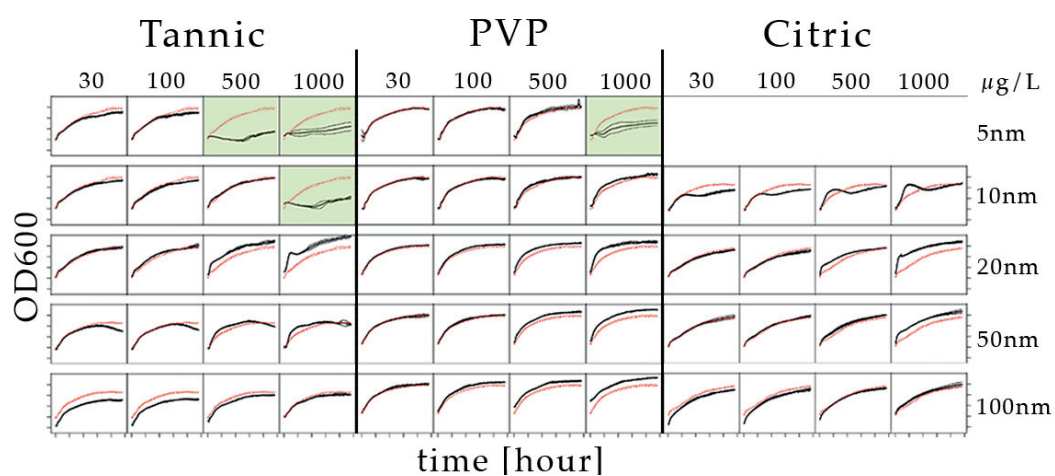 Tannic PVP Citric
30 100 500 1000 30 100 500 1000 30 100 500 1000 μg/L
5nm
10nm
20nm
50nm
100nm
OD600
time [hour]